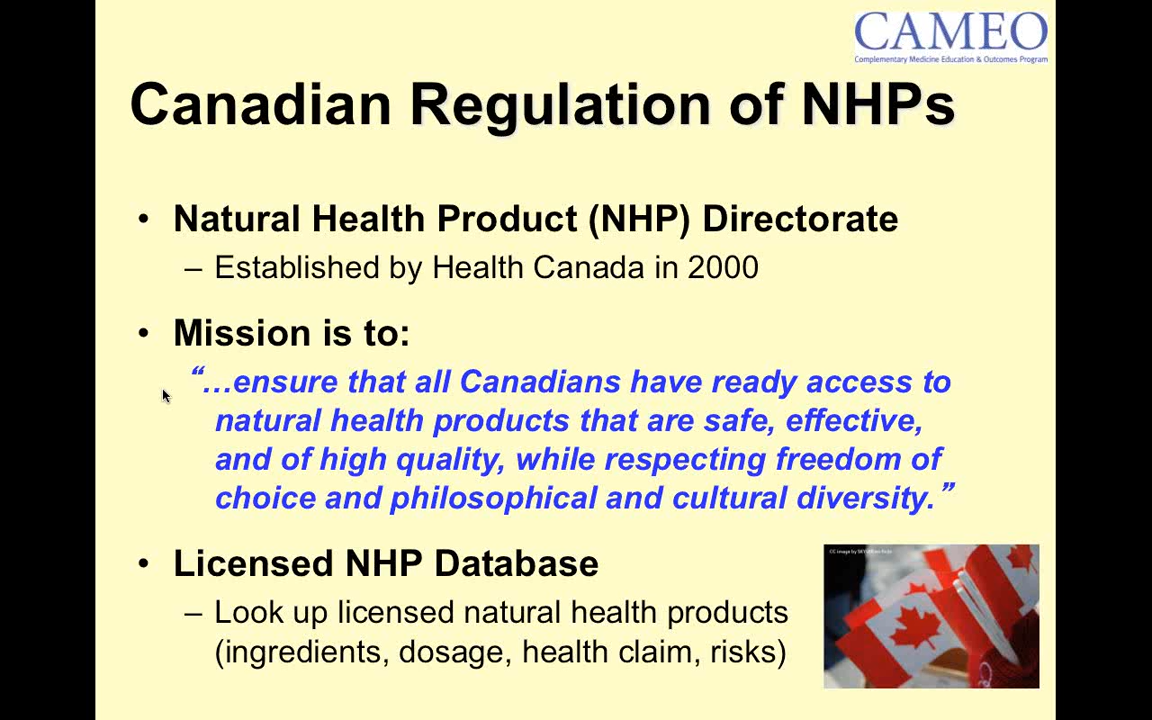 CAMEO
Complementary Medicine Education & Outcomes Program
Canadian Regulation of NHPs
• Natural Health Product (NHP) Directorate
– Established by Health Canada in 2000
• Mission is to:
“…ensure that all Canadians have ready access to
natural health products that are safe, effective,
and of high quality, while respecting freedom of
choice and philosophical and cultural diversity.”
• Licensed NHP Database
– Look up licensed natural health products
(ingredients, dosage, health claim, risks)
CC image by